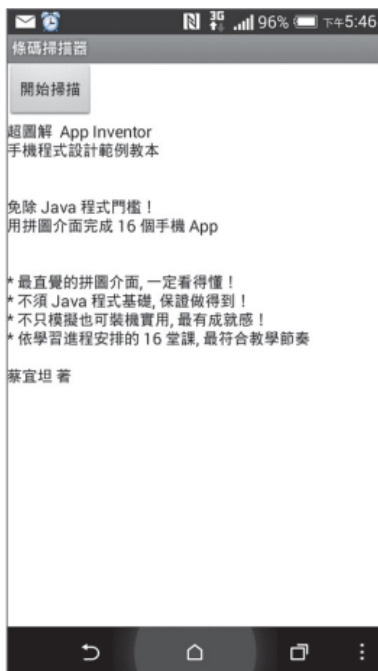 3G 96% 下午5:46
條碼掃描器
開始掃描
超圖解 App Inventor
手機程式設計範例教本
免除 Java 程式門檻！
用拼圖介面完成 16 個手機 App
* 最直覺的拼圖介面, 一定看得懂！
* 不須 Java 程式基礎, 保證做得到！
* 不只模擬也可裝機實用, 最有成就感！
* 依學習進程安排的 16 堂課, 最符合教學節奏
蔡宜坦 著